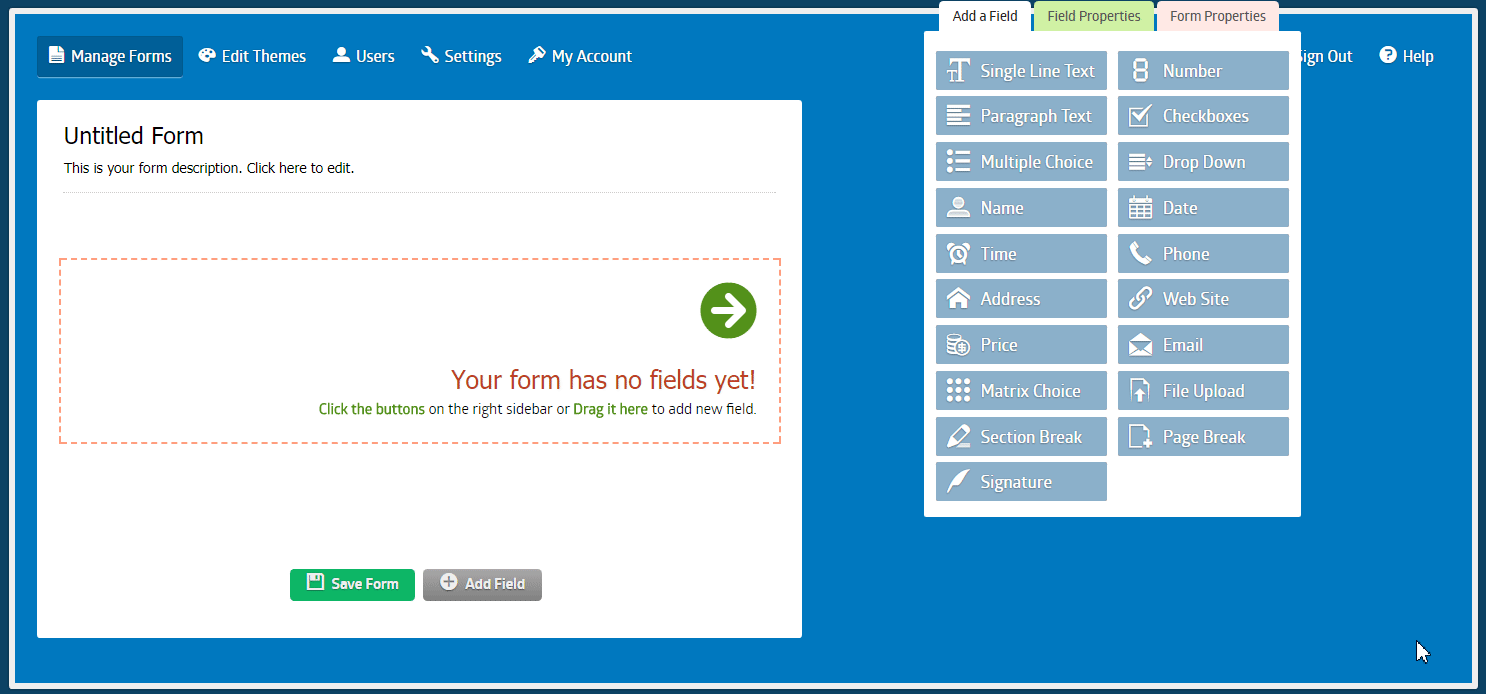 Manage Forms
Edit Themes
Users
Settings
My Account
Help
Untitled Form
This is your form description. Click here to edit.
Your form has no fields yet!
Click the buttons on the right sidebar or Drag it here to add new field.
Save Form
Add Field
Add a Field
Field Properties
Form Properties
ign Out
Single Line Text
Number
Paragraph Text
Checkboxes
Multiple Choice
Drop Down
Name
Date
Time
Phone
Address
Web Site
Price
Email
Matrix Choice
File Upload
Section Break
Page Break
Signature